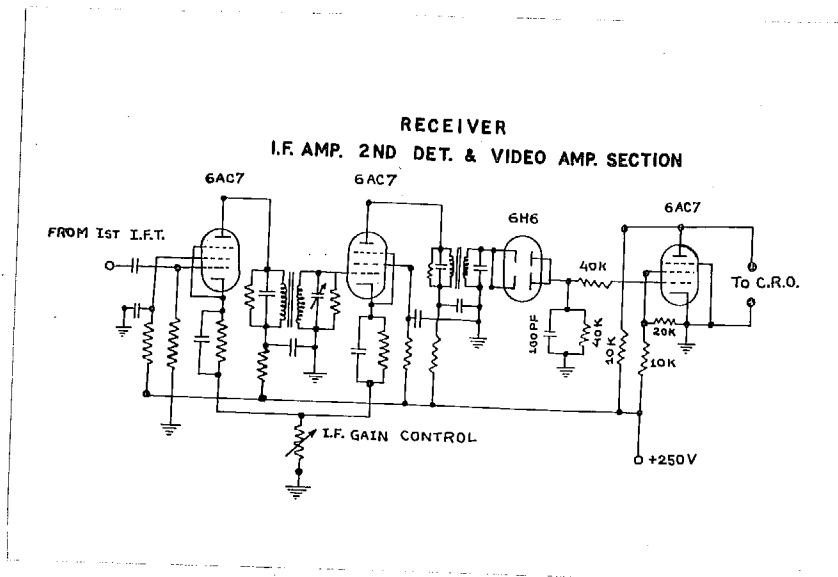 RECEIVER
I.F. AMP. 2ND DET. & VIDEO AMP. SECTION
6AC7
6AC7
6H6
6AC7
FROM 1ST I.F.T.
40K
TO C.R.O.
100PF
40K
10K
20K
10K
I.F. GAIN CONTROL
+250V